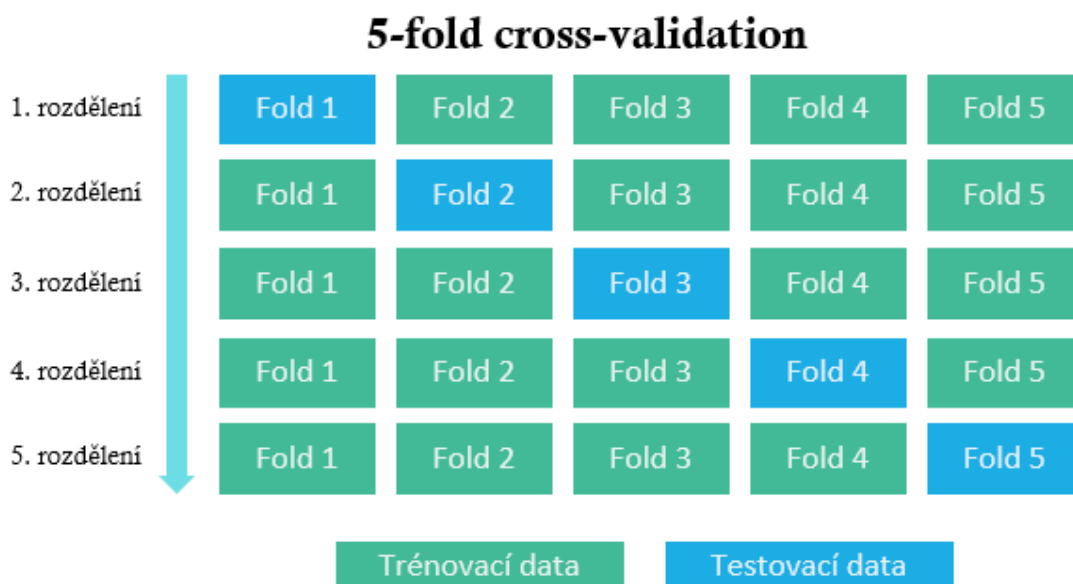 5-fold cross-validation
1. rozdělení Fold 1 Fold 2 Fold 3 Fold 4 Fold 5
2. rozdělení Fold 1 Fold 2 Fold 3 Fold 4 Fold 5
3. rozdělení Fold 1 Fold 2 Fold 3 Fold 4 Fold 5
4. rozdělení Fold 1 Fold 2 Fold 3 Fold 4 Fold 5
5. rozdělení Fold 1 Fold 2 Fold 3 Fold 4 Fold 5
Trénovací data Testovací data